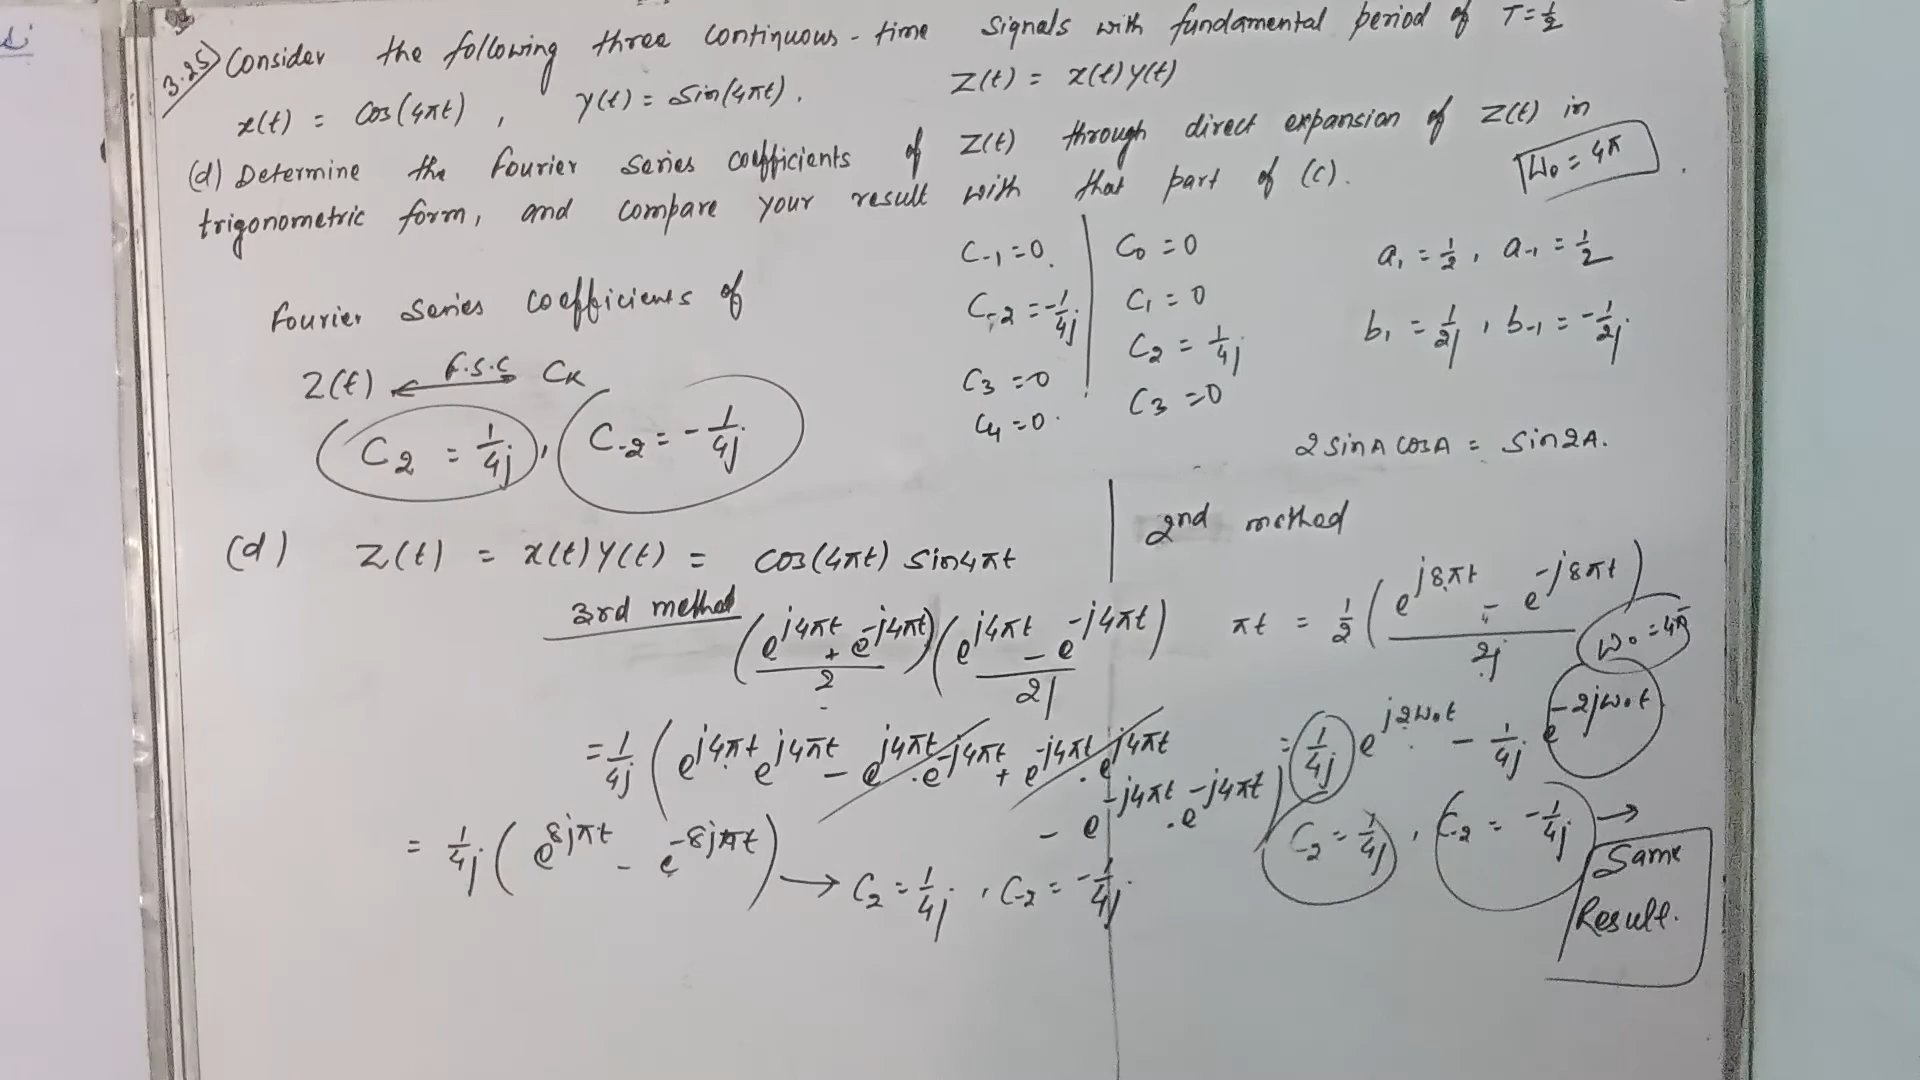 3.25) Consider the following three continuous-time signals with fundamental period of T=½
x(t) = cos(4πt), y(t) = sin(4πt). Z(t) = x(t)y(t)
(d) Determine the fourier series coefficients of Z(t) through direct expansion of Z(t) in
trigonometric form, and compare your result with that part of (c).
W₀ = 4π
fourier series coefficients of
Z(t) ← F.S.C → Cₖ
C₂ = 1/4j, C₋₂ = -1/4j
C₋₁ = 0.
C₋₂ = -1/4j
C₃ = 0
C₄ = 0.
C₀ = 0
C₁ = 0
C₂ = 1/4j
C₃ = 0
a₁ = ½, a₋₁ = ½
b₁ = 1/2j, b₋₁ = -1/2j
2 sinA cosA = sin2A.
(d) Z(t) = x(t)y(t) = cos(4πt) sin4πt
3rd method
((e^j4πt + e^-j4πt)/2)((e^j4πt - e^-j4πt)/2j)
= 1/4j (e^j4πt e^j4πt - e^j4πt . e^-j4πt + e^-j4πt . e^j4πt
- e^-j4πt . e^-j4πt)
= 1/4j (e^8jπt - e^-8jπt) → C₂ = 1/4j, C₋₂ = -1/4j
2nd method
πt = ½ ((e^j8πt - e^-j8πt)/2j)
W₀ = 4π
= 1/4j e^j2W₀t - 1/4j e^-2jW₀t
C₂ = 1/4j, C₋₂ = -1/4j →
Same
Result.